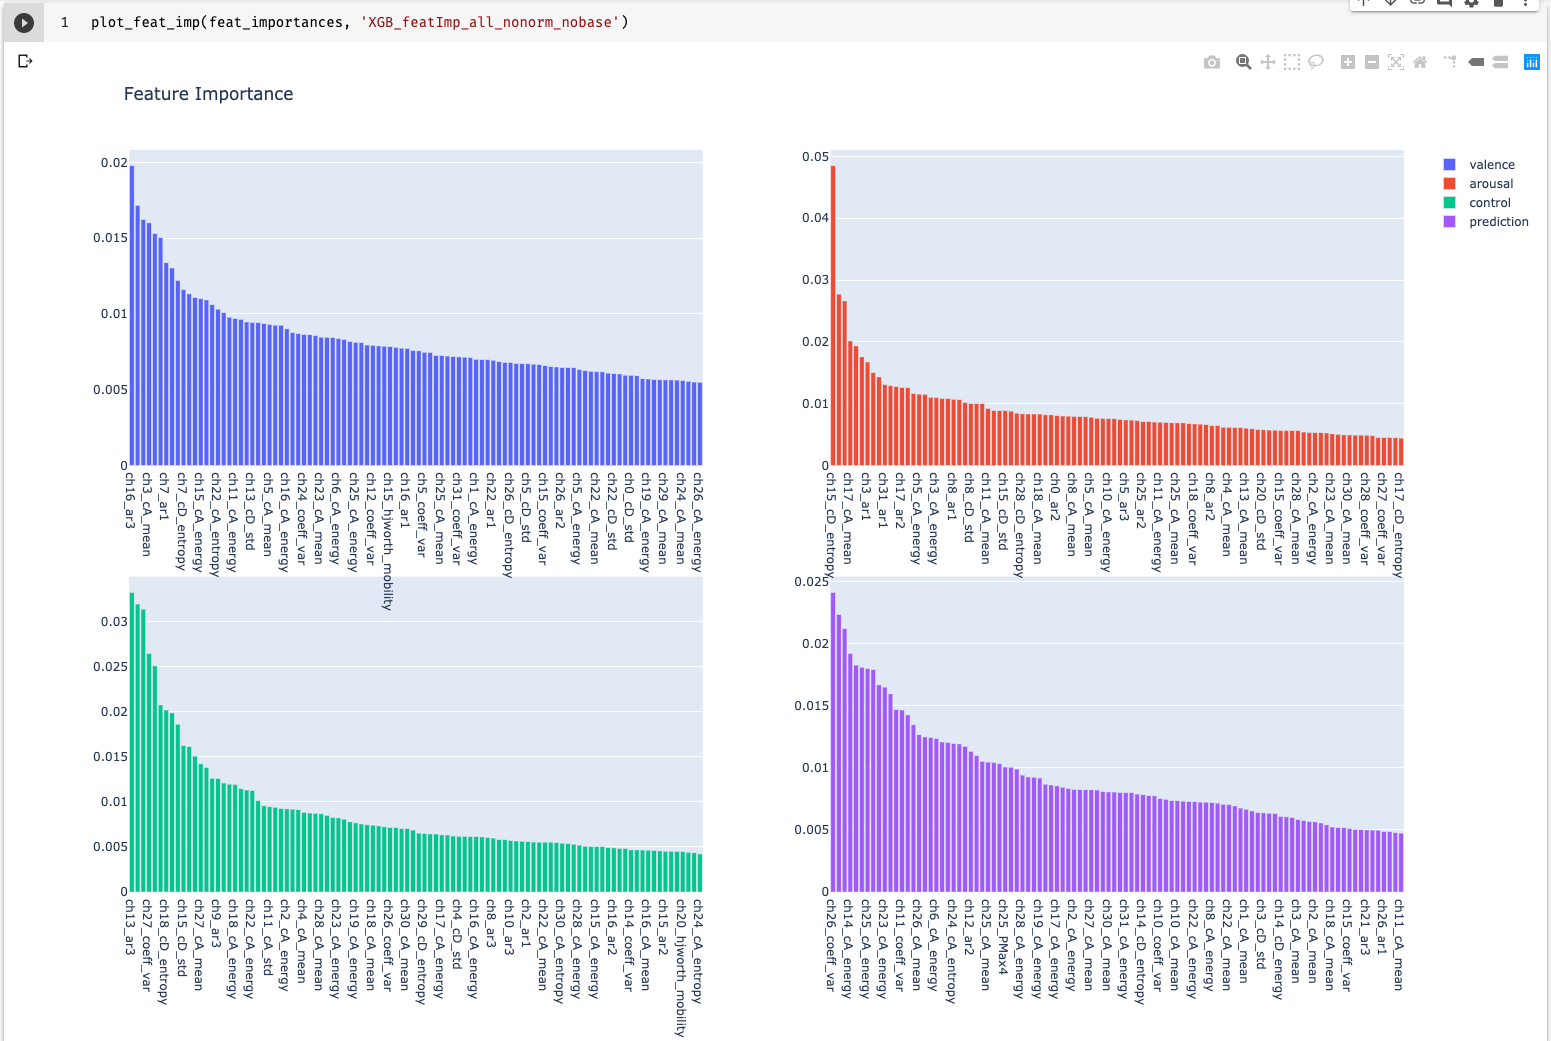 1 plot_feat_imp(feat_importances, 'XGB_featImp_all_nonorm_nobase')
Feature Importance
0.02
0.015
0.01
0.005
0
ch16_ar3
ch3_cA_mean
ch7_ar1
ch7_cD_entropy
ch15_cA_energy
ch22_cA_entropy
ch11_cA_energy
ch13_cD_std
ch5_cA_mean
ch16_cA_energy
ch24_coeff_var
ch23_cA_mean
ch6_cA_energy
ch25_cA_energy
ch12_coeff_var
ch15_hjworth_mobility
ch16_ar1
ch5_coeff_var
ch25_cA_mean
ch31_coeff_var
ch1_cA_energy
ch22_ar1
ch26_cD_entropy
ch5_cD_std
ch15_coeff_var
ch26_ar2
ch5_cA_energy
ch22_cA_mean
ch22_cD_std
ch0_cD_std
ch19_cA_energy
ch29_cA_mean
ch24_cA_mean
ch26_cA_energy
0.05
0.04
0.03
0.02
0.01
0
ch15_cD_entropy
ch17_cA_mean
ch3_ar1
ch31_ar1
ch17_ar2
ch5_cA_energy
ch3_cA_energy
ch8_ar1
ch8_cD_std
ch11_cA_mean
ch15_cD_std
ch28_cD_entropy
ch18_cA_mean
ch0_ar2
ch8_cA_mean
ch5_cA_mean
ch10_cA_energy
ch5_ar3
ch25_ar2
ch11_cA_energy
ch25_cA_mean
ch18_coeff_var
ch8_ar2
ch4_cA_mean
ch13_cA_mean
ch20_cD_std
ch15_coeff_var
ch28_cA_mean
ch2_cA_energy
ch23_cA_mean
ch30_cA_mean
ch28_coeff_var
ch27_coeff_var
ch17_cD_entropy
valence
arousal
control
prediction
0.03
0.025
0.02
0.015
0.01
0.005
0
ch13_ar3
ch27_coeff_var
ch18_cD_entropy
ch15_cD_std
ch27_cA_mean
ch9_ar3
ch18_cA_energy
ch22_cA_energy
ch11_cA_std
ch2_cA_energy
ch4_cA_mean
ch28_cA_mean
ch23_cA_energy
ch19_cA_energy
ch18_cA_mean
ch26_coeff_var
ch30_cA_mean
ch29_cD_entropy
ch17_cA_energy
ch4_cD_std
ch16_cA_energy
ch8_ar3
ch10_ar3
ch2_ar1
ch22_cA_mean
ch30_cA_entropy
ch28_cA_energy
ch15_cA_energy
ch16_ar2
ch14_coeff_var
ch16_cA_mean
ch15_ar2
ch20_hjworth_mobility
ch24_cA_entropy
0.025
0.02
0.015
0.01
0.005
0
ch26_coeff_var
ch14_cA_energy
ch25_cA_energy
ch23_cA_energy
ch11_coeff_var
ch26_cA_mean
ch6_cA_energy
ch24_cA_entropy
ch12_ar2
ch25_cA_mean
ch25_PMax4
ch28_cA_energy
ch19_cA_energy
ch17_cA_energy
ch2_cA_energy
ch27_cA_mean
ch30_cA_mean
ch31_cA_energy
ch14_cD_entropy
ch10_coeff_var
ch10_cA_mean
ch22_cA_energy
ch8_cA_energy
ch22_cA_mean
ch1_cA_mean
ch3_cD_std
ch14_cD_energy
ch3_cA_mean
ch2_cA_mean
ch18_cA_mean
ch15_coeff_var
ch21_ar3
ch26_ar1
ch11_cA_mean